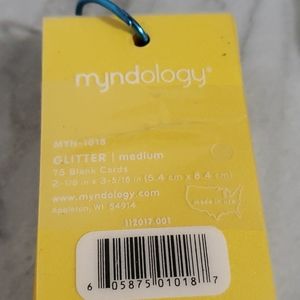 myndology®
MYN-1018
GLITTER | medium
75 Blank Cards
2-1/8 in x 3-5/16 in (5.4 cm x 8.4 cm)
www.myndology.com
Appleton, WI 54914
made in usa
112017.001
6 05875 01018 7